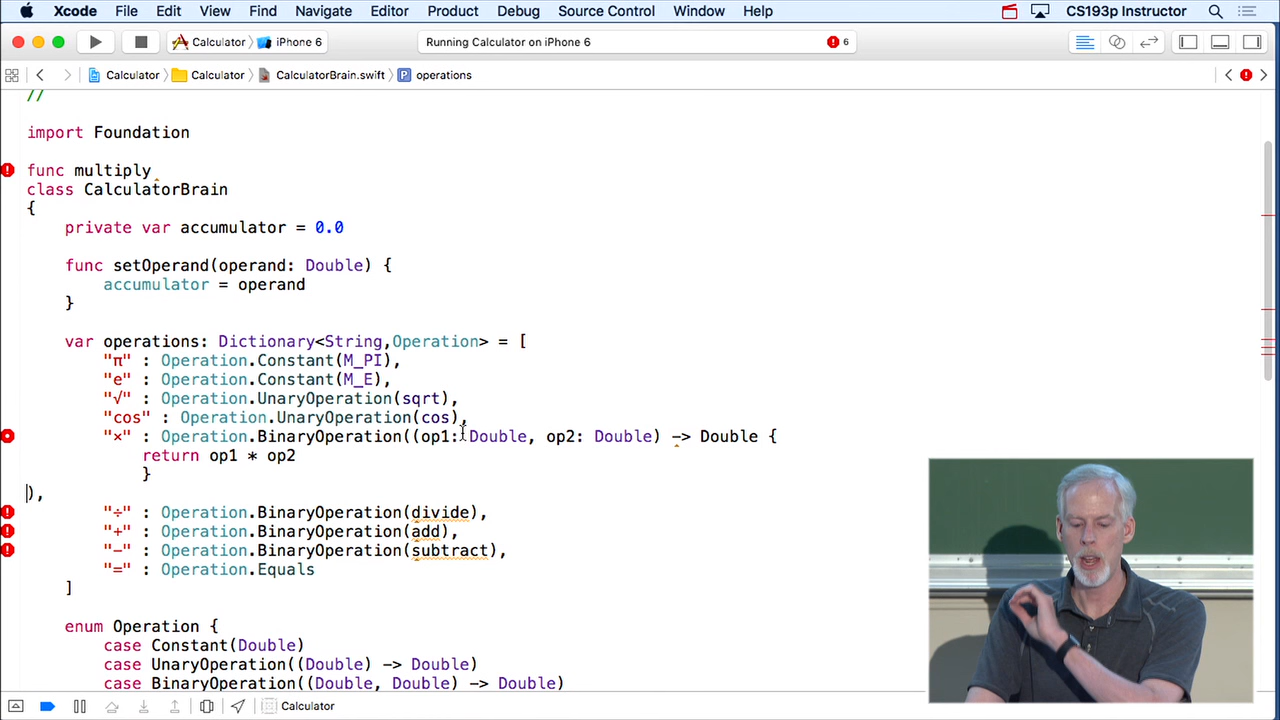 Xcode File Edit View Find Navigate Editor Product Debug Source Control Window Help CS193p Instructor
Calculator iPhone 6 Running Calculator on iPhone 6 6
Calculator Calculator CalculatorBrain.swift P operations
//
import Foundation
func multiply
class CalculatorBrain
{
private var accumulator = 0.0
func setOperand(operand: Double) {
accumulator = operand
}
var operations: Dictionary<String,Operation> = [
"π" : Operation.Constant(M_PI),
"e" : Operation.Constant(M_E),
"√" : Operation.UnaryOperation(sqrt),
"cos" : Operation.UnaryOperation(cos),
"×" : Operation.BinaryOperation((op1: Double, op2: Double) -> Double {
return op1 * op2
}
),
"÷" : Operation.BinaryOperation(divide),
"+" : Operation.BinaryOperation(add),
"−" : Operation.BinaryOperation(subtract),
"=" : Operation.Equals
]
enum Operation {
case Constant(Double)
case UnaryOperation((Double) -> Double)
case BinaryOperation((Double, Double) -> Double)
Calculator